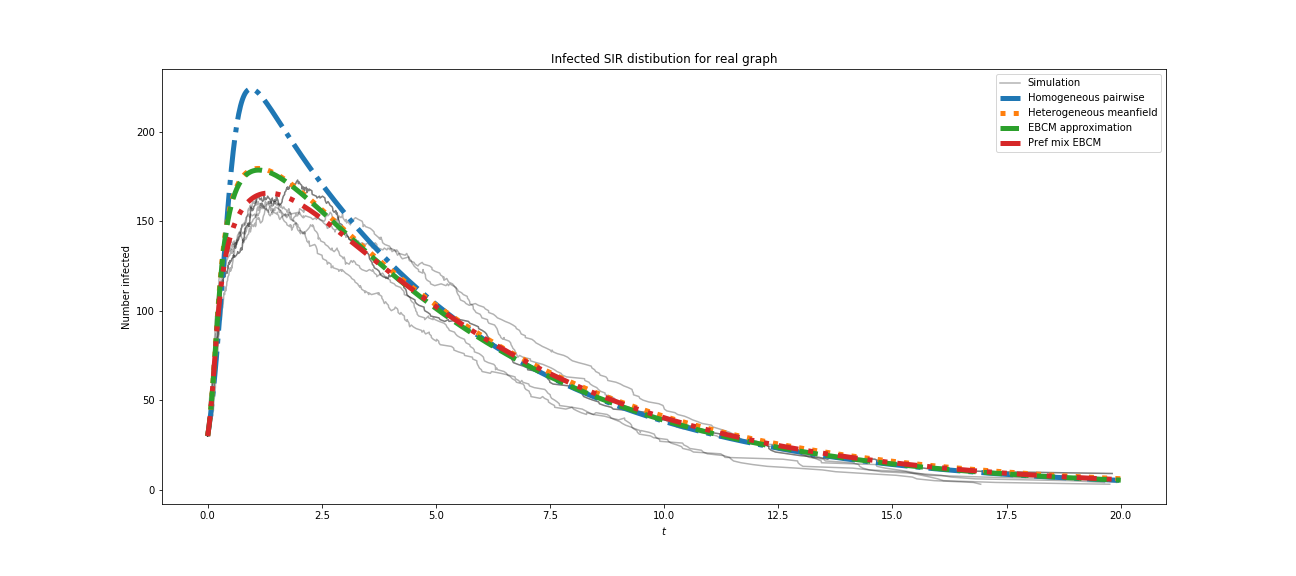 Infected SIR distibution for real graph
Simulation
Homogeneous pairwise
Heterogeneous meanfield
EBCM approximation
Pref mix EBCM
Number infected
200
150
100
50
0
0.0 2.5 5.0 7.5 10.0 12.5 15.0 17.5 20.0
t